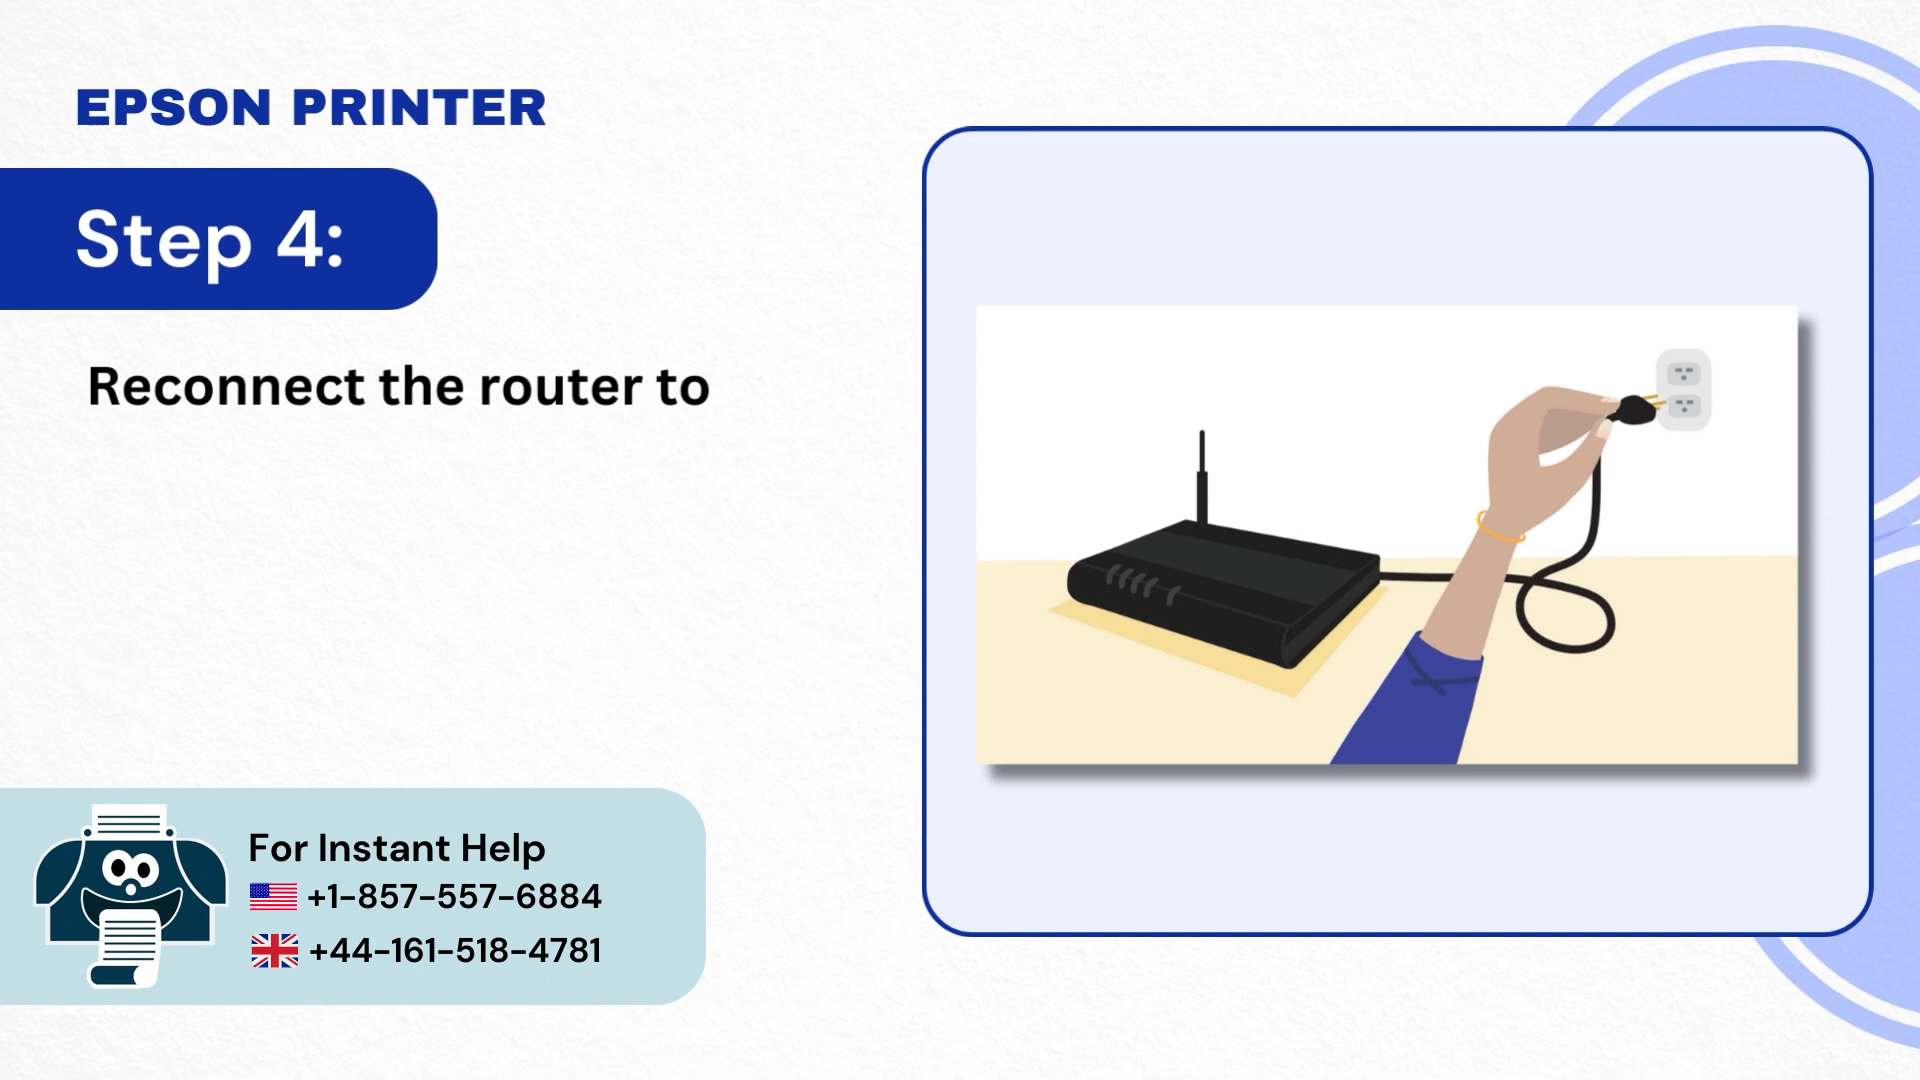 EPSON PRINTER
Step 4:
Reconnect the router to
For Instant Help
+1-857-557-6884
+44-161-518-4781